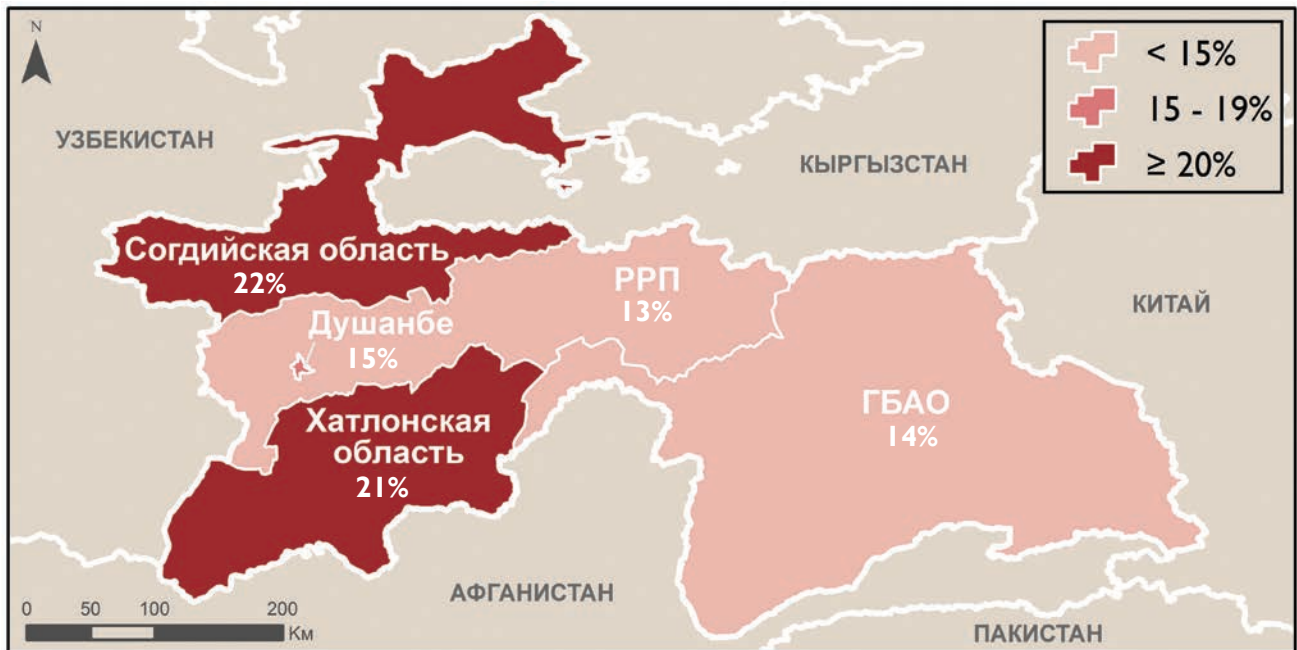 N
< 15%
15 - 19%
≥ 20%
УЗБЕКИСТАН
КЫРГЫЗСТАН
Согдийская область
22%
РРП
13%
КИТАЙ
Душанбе
15%
Хатлонская
область
21%
ГБАО
14%
АФГАНИСТАН
ПАКИСТАН
0 50 100 200
Км